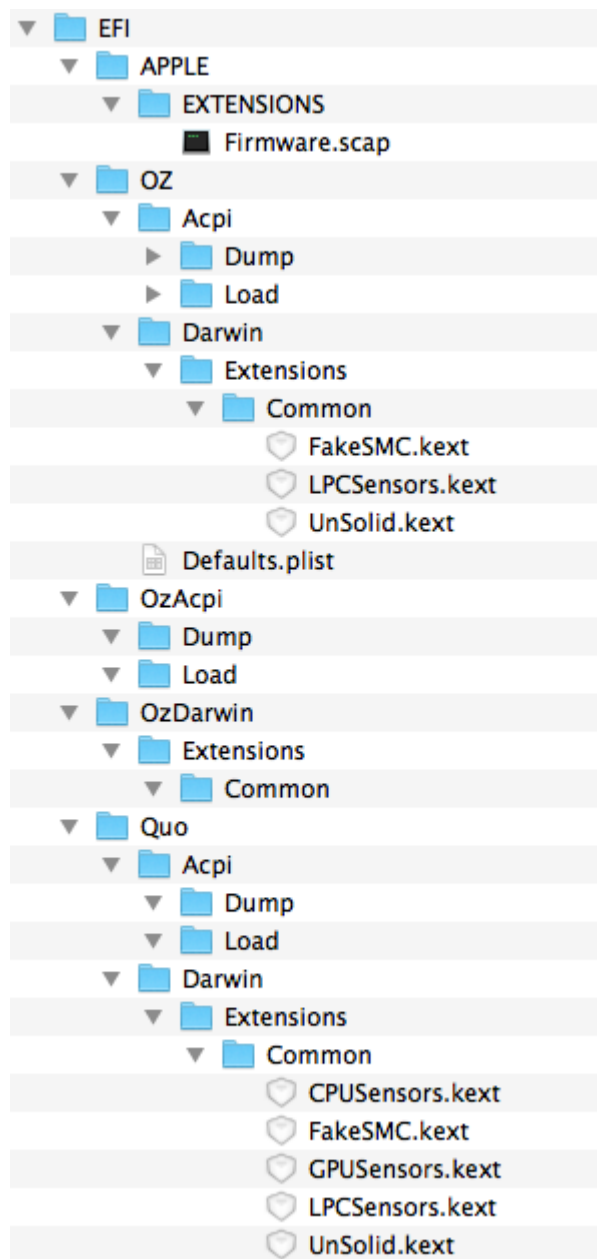 EFI
APPLE
EXTENSIONS
Firmware.scap
OZ
Acpi
Dump
Load
Darwin
Extensions
Common
FakeSMC.kext
LPCSensors.kext
UnSolid.kext
Defaults.plist
OzAcpi
Dump
Load
OzDarwin
Extensions
Common
Quo
Acpi
Dump
Load
Darwin
Extensions
Common
CPUSensors.kext
FakeSMC.kext
GPUSensors.kext
LPCSensors.kext
UnSolid.kext